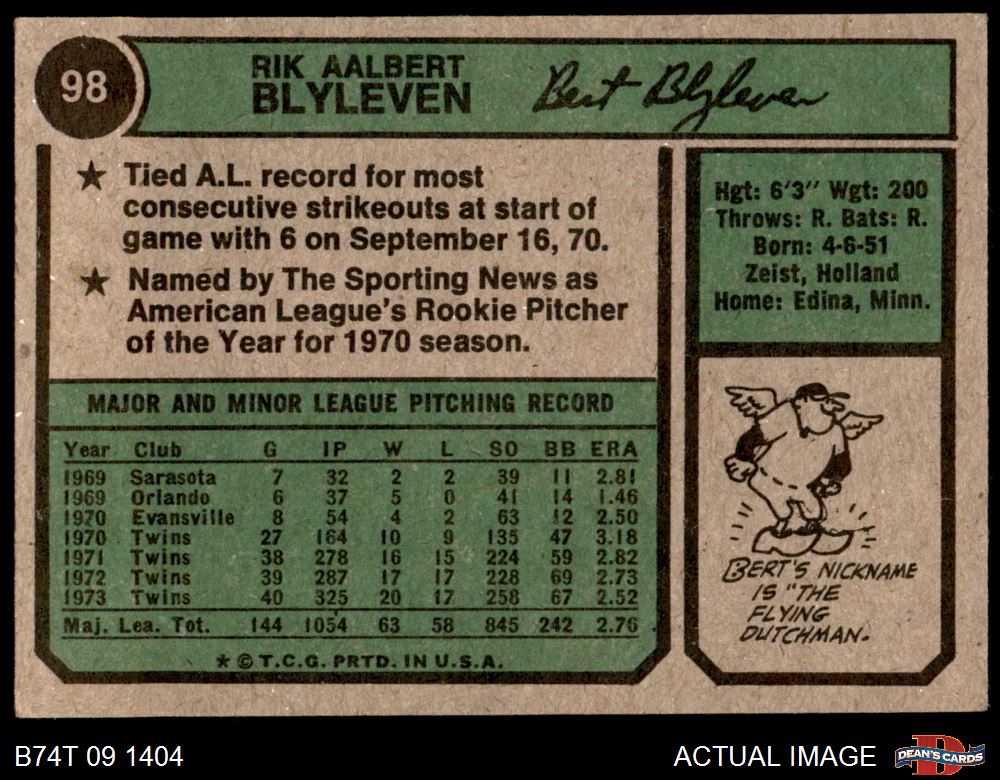 98
RIK AALBERT
BLYLEVEN
Bert Blyleven
★ Tied A.L. record for most
consecutive strikeouts at start of
game with 6 on September 16, 70.
★ Named by The Sporting News as
American League's Rookie Pitcher
of the Year for 1970 season.
Hgt: 6'3" Wgt: 200
Throws: R. Bats: R.
Born: 4-6-51
Zeist, Holland
Home: Edina, Minn.
MAJOR AND MINOR LEAGUE PITCHING RECORD
Year Club G IP W L SO BB ERA
1969 Sarasota 7 32 2 2 39 11 2.81
1969 Orlando 6 37 5 0 41 14 1.46
1970 Evansville 8 54 4 2 63 12 2.50
1970 Twins 27 164 10 9 135 47 3.18
1971 Twins 38 278 16 15 224 59 2.82
1972 Twins 39 287 17 17 228 69 2.73
1973 Twins 40 325 20 17 258 67 2.52
Maj. Lea. Tot. 144 1054 63 58 845 242 2.76
★ © T.C.G. PRTD. IN U.S.A.
BERT'S NICKNAME
IS "THE
FLYING
DUTCHMAN.
B74T 09 1404
ACTUAL IMAGE
D
DEAN'S CARDS